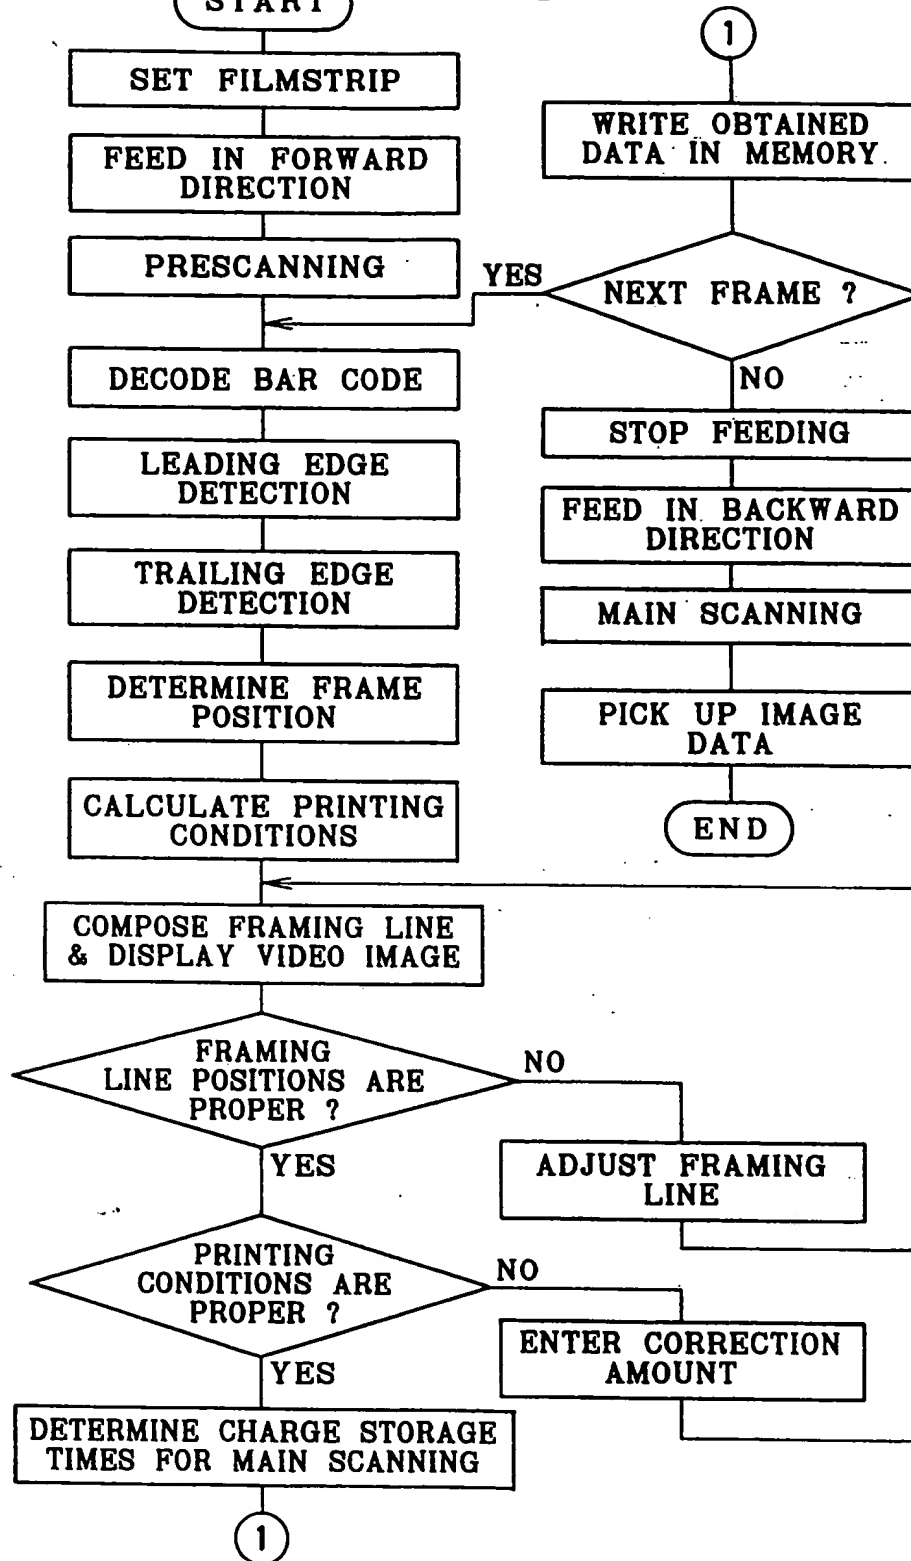 START
SET FILMSTRIP
FEED IN FORWARD
DIRECTION
PRESCANNING
DECODE BAR CODE
LEADING EDGE
DETECTION
TRAILING EDGE
DETECTION
DETERMINE FRAME
POSITION
CALCULATE PRINTING
CONDITIONS
COMPOSE FRAMING LINE
& DISPLAY VIDEO IMAGE
FRAMING
LINE POSITIONS ARE
PROPER ?
NO
YES
ADJUST FRAMING
LINE
PRINTING
CONDITIONS ARE
PROPER ?
NO
YES
ENTER CORRECTION
AMOUNT
DETERMINE CHARGE STORAGE
TIMES FOR MAIN SCANNING
1
1
WRITE OBTAINED
DATA IN MEMORY
YES
NEXT FRAME ?
NO
STOP FEEDING
FEED IN BACKWARD
DIRECTION
MAIN SCANNING
PICK UP IMAGE
DATA
END